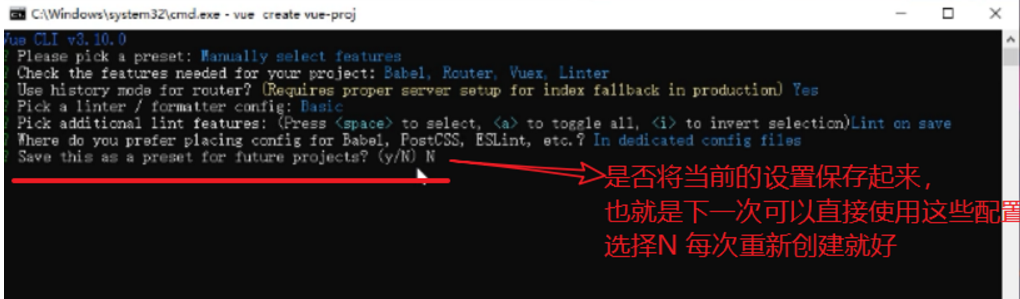 C:\Windows\system32\cmd.exe - vue create vue-proj
Vue CLI v3.10.0
? Please pick a preset: Manually select features
? Check the features needed for your project: Babel, Router, Vuex, Linter
? Use history mode for router? (Requires proper server setup for index fallback in production) Yes
? Pick a linter / formatter config: Basic
? Pick additional lint features: (Press <space> to select, <a> to toggle all, <i> to invert selection)Lint on save
? Where do you prefer placing config for Babel, PostCSS, ESLint, etc.? In dedicated config files
? Save this as a preset for future projects? (y/N) N
是否将当前的设置保存起来，
也就是下一次可以直接使用这些配置
选择N 每次重新创建就好